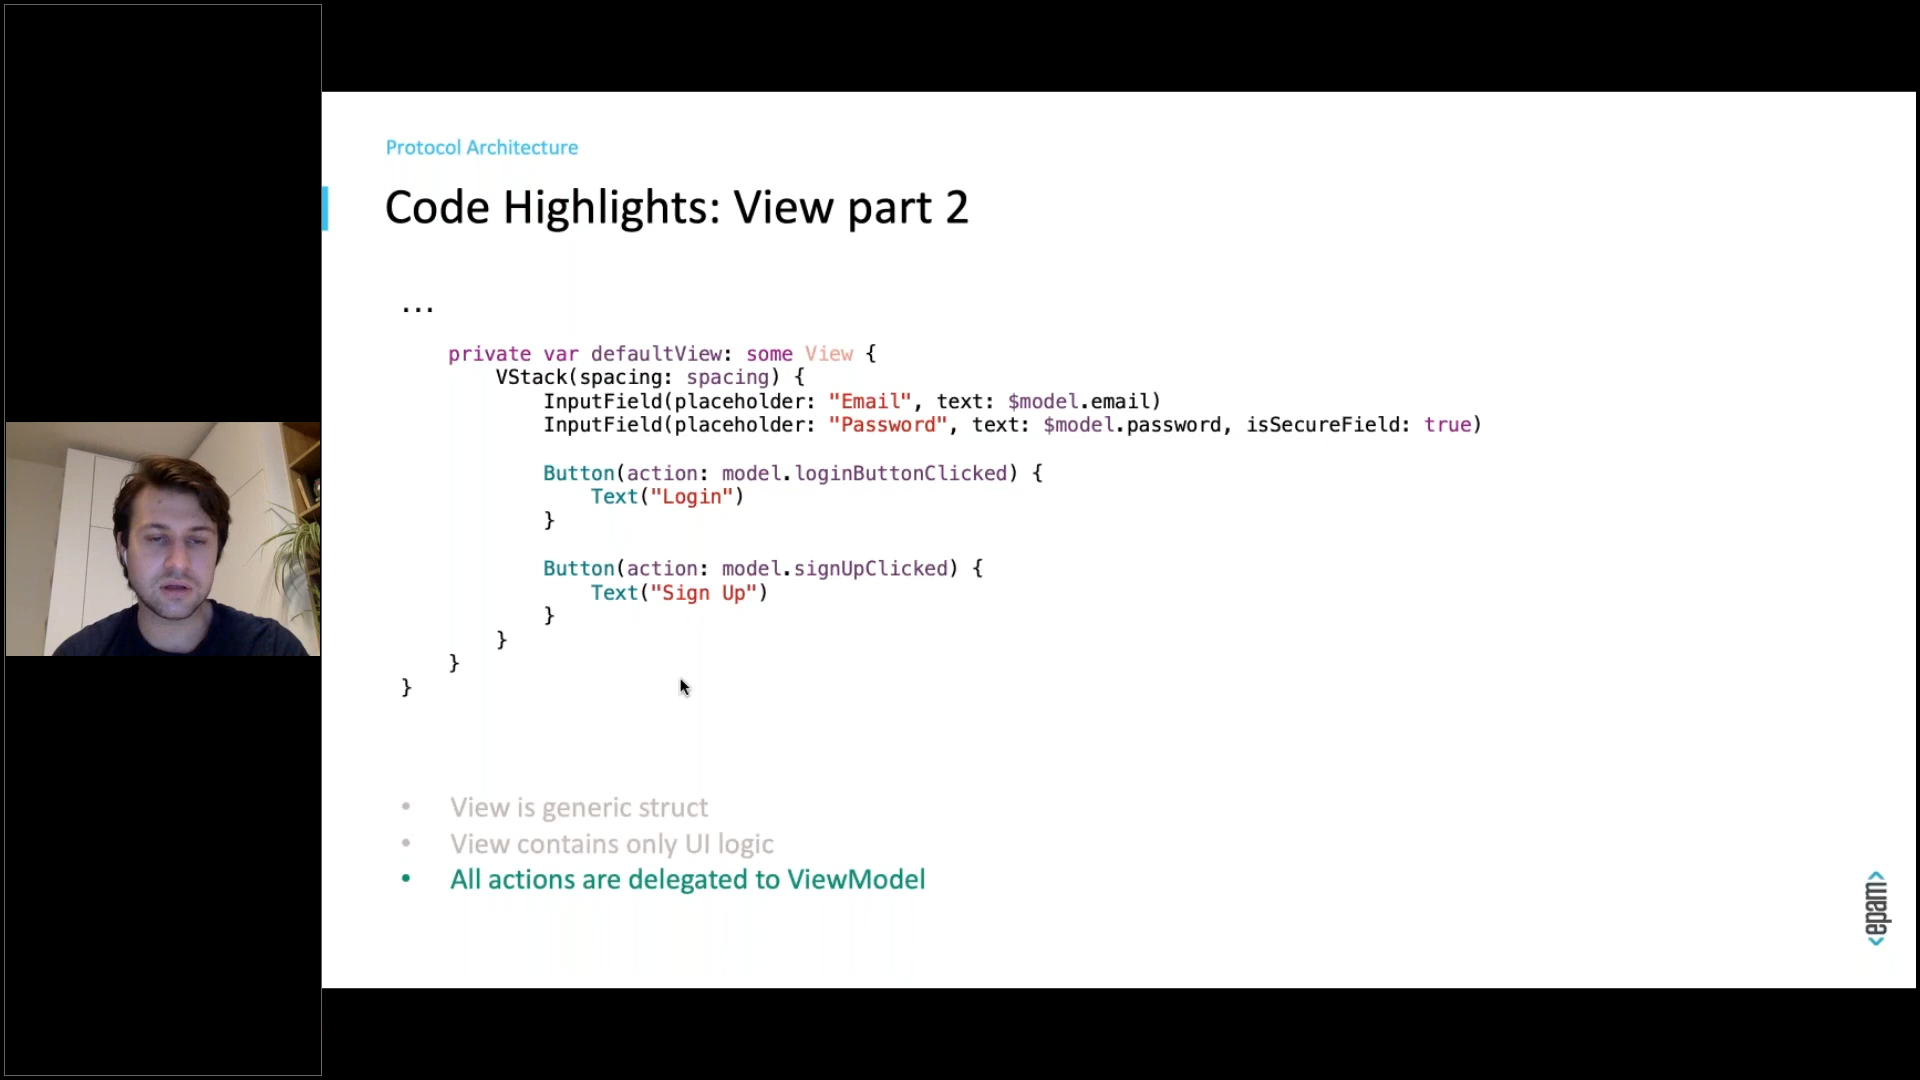 Protocol Architecture
Code Highlights: View part 2
...
private var defaultView: some View {
VStack(spacing: spacing) {
InputField(placeholder: "Email", text: $model.email)
InputField(placeholder: "Password", text: $model.password, isSecureField: true)
Button(action: model.loginButtonClicked) {
Text("Login")
}
Button(action: model.signUpClicked) {
Text("Sign Up")
}
}
}
}
• View is generic struct
• View contains only UI logic
• All actions are delegated to ViewModel
<epam>